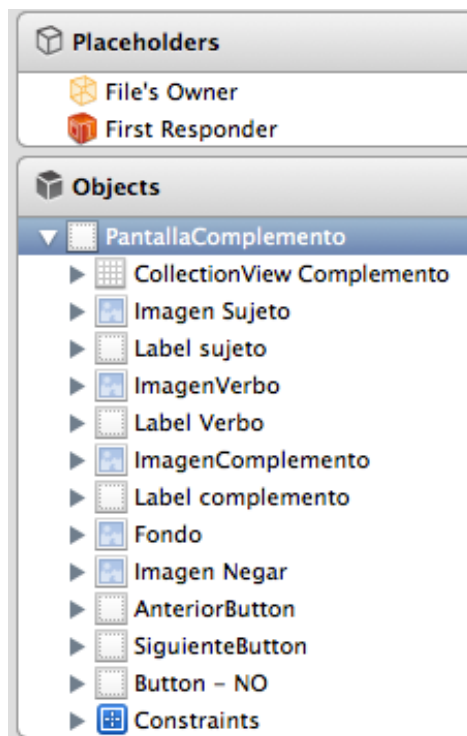 Placeholders
File's Owner
First Responder
Objects
PantallaComplemento
CollectionView Complemento
Imagen Sujeto
Label sujeto
ImagenVerbo
Label Verbo
ImagenComplemento
Label complemento
Fondo
Imagen Negar
AnteriorButton
SiguienteButton
Button – NO
Constraints